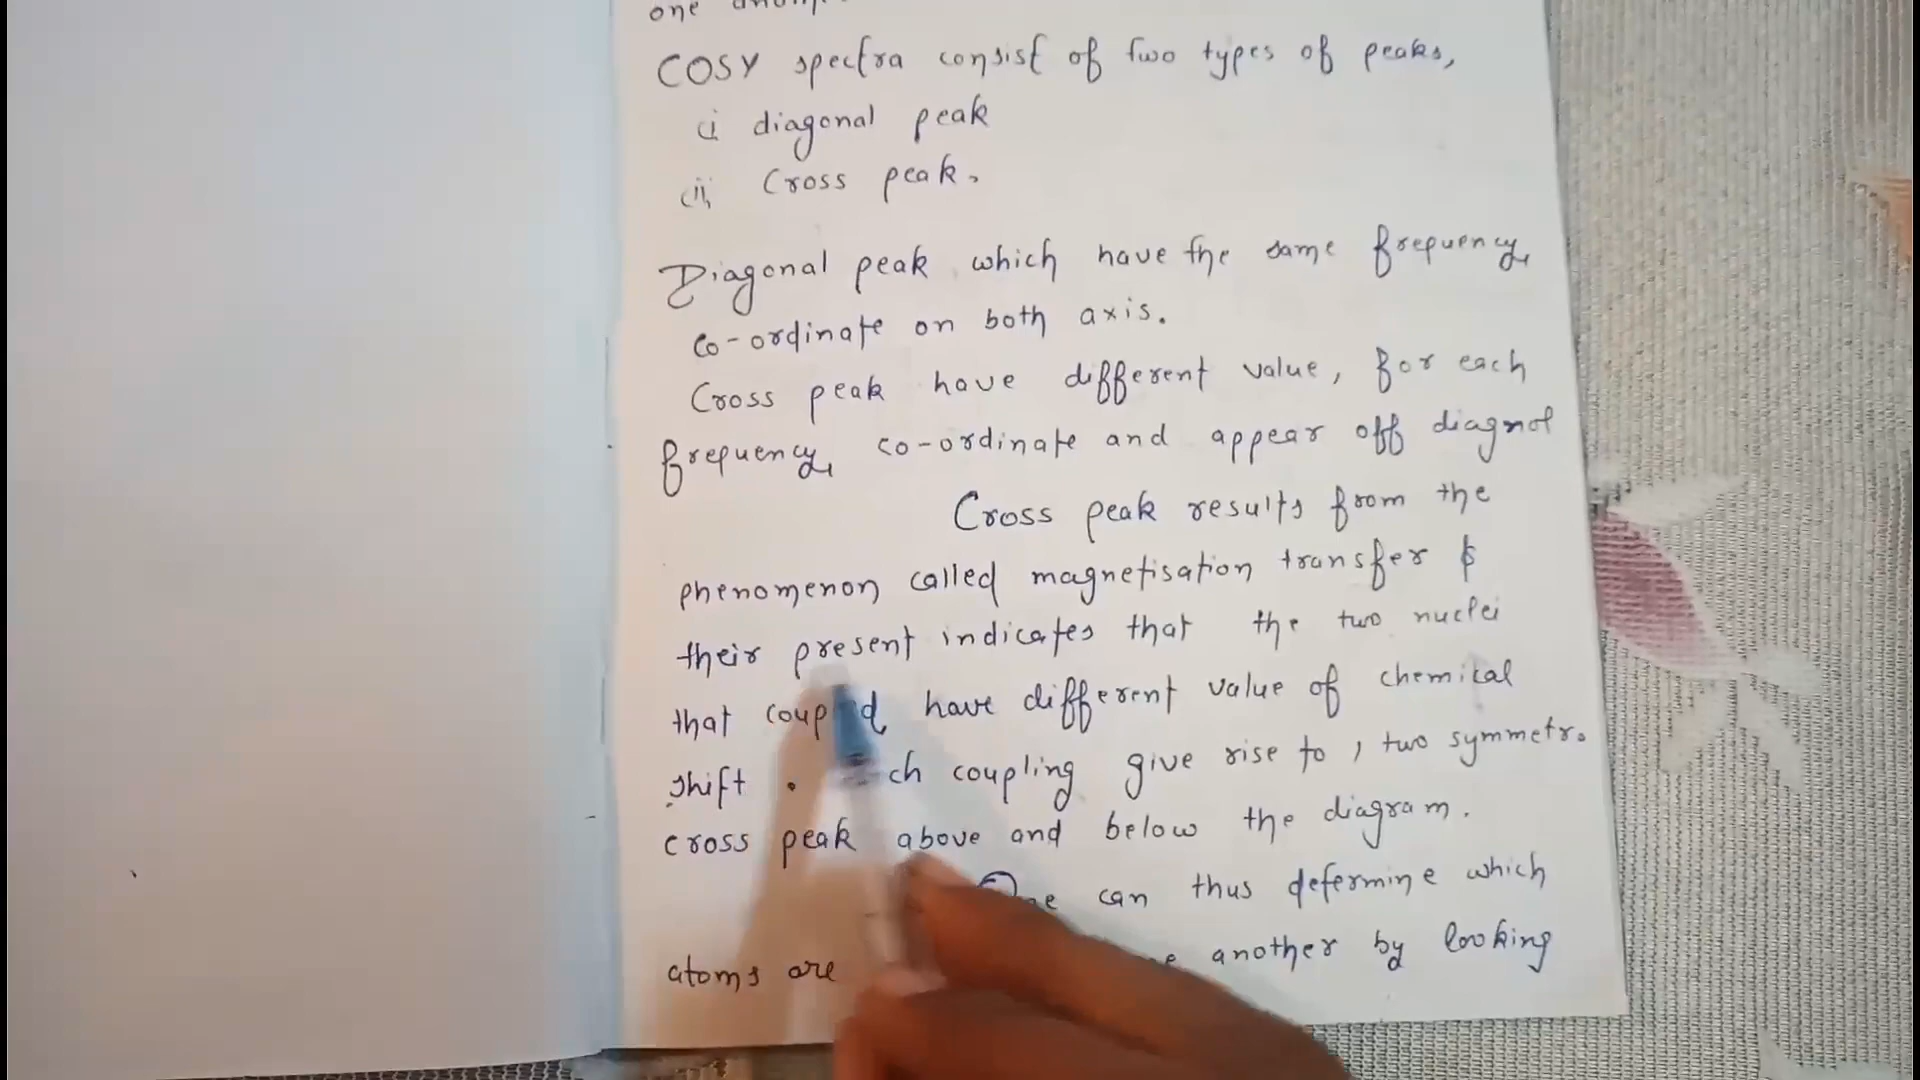 one
COSY spectra consist of two types of peaks,
(i diagonal peak
(ii, Cross peak.
Diagonal peak which have the same frequency
co-ordinate on both axis.
Cross peak have different value, for each
frequency co-ordinate and appear off diagnol
Cross peak results from the
phenomenon called magnetisation transfer &
their present indicates that the two nuclei
that coupled have different value of chemical
shift. coupling give rise to, two symmetr.
cross peak above and below the diagram.
can thus determine which
atoms are another by looking